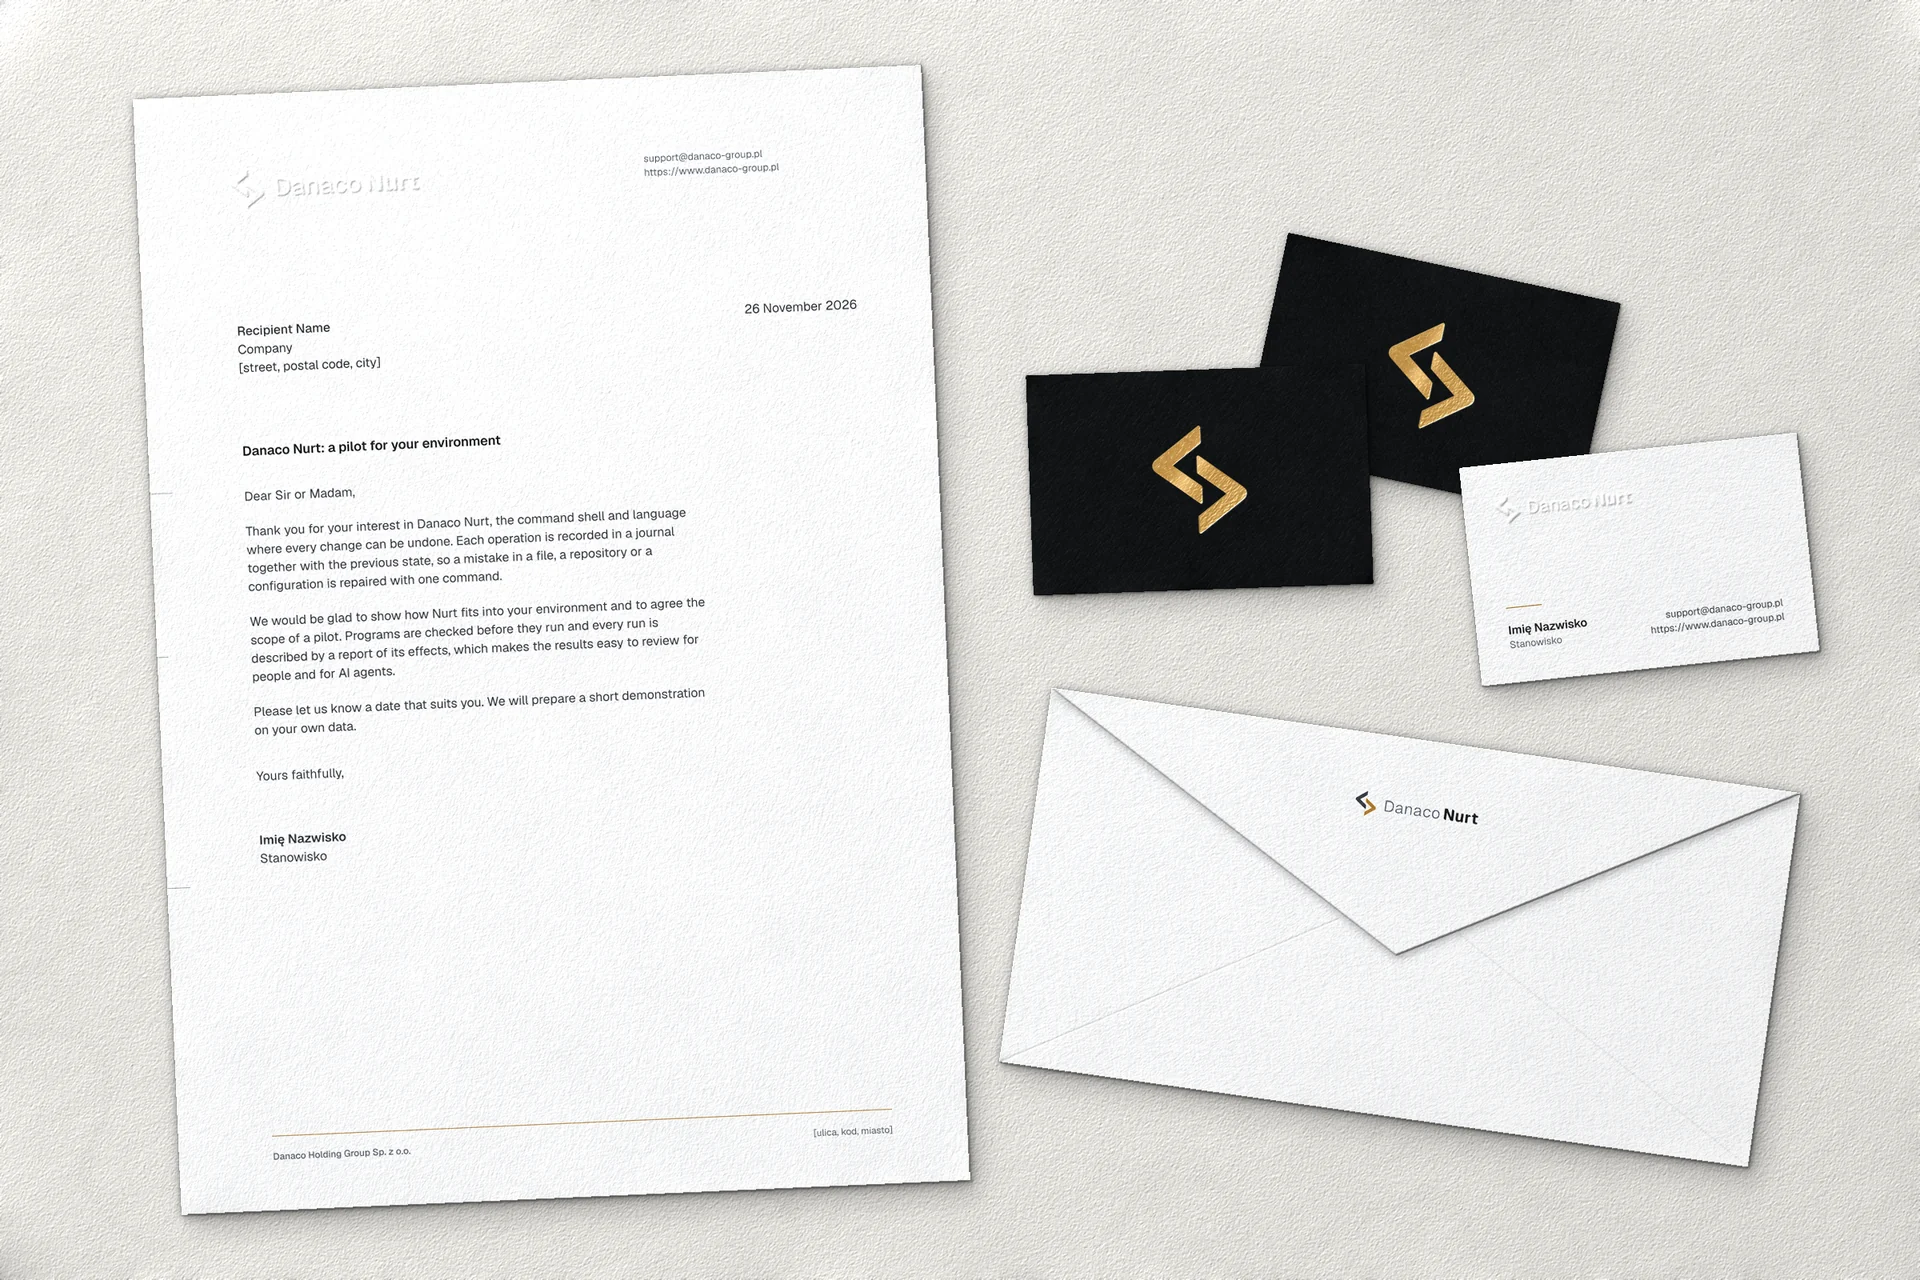 Danaco Nurt
support@danaco-group.pl
https://www.danaco-group.pl
26 November 2026
Recipient Name
Company
[street, postal code, city]
Danaco Nurt: a pilot for your environment
Dear Sir or Madam,
Thank you for your interest in Danaco Nurt, the command shell and language
where every change can be undone. Each operation is recorded in a journal
together with the previous state, so a mistake in a file, a repository or a
configuration is repaired with one command.
We would be glad to show how Nurt fits into your environment and to agree the
scope of a pilot. Programs are checked before they run and every run is
described by a report of its effects, which makes the results easy to review for
people and for AI agents.
Please let us know a date that suits you. We will prepare a short demonstration
on your own data.
Yours faithfully,
Imię Nazwisko
Stanowisko
Danaco Holding Group Sp. z o.o.
[ulica, kod, miasto]
Danaco Nurt
Imię Nazwisko
Stanowisko
support@danaco-group.pl
https://www.danaco-group.pl
Danaco Nurt